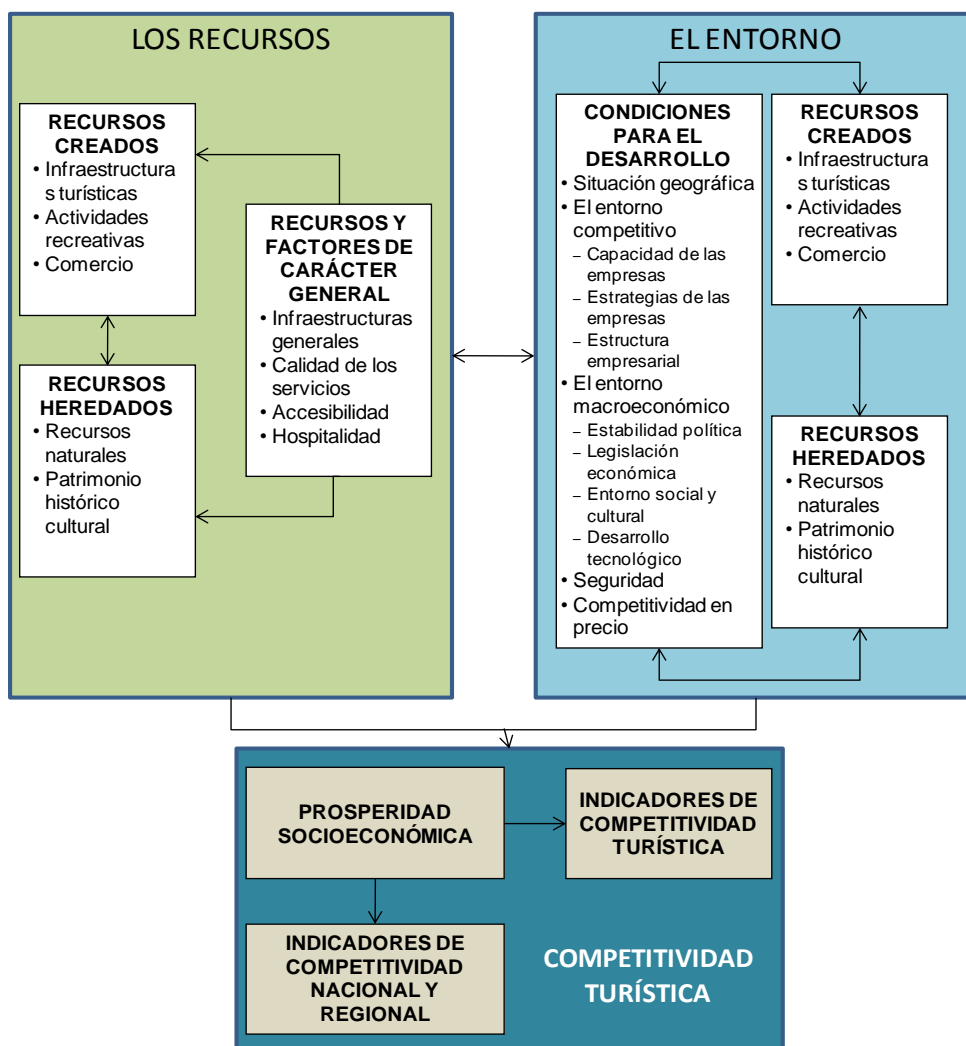 LOS RECURSOS
RECURSOS
CREADOS
• Infraestructura
s turísticas
• Actividades
recreativas
• Comercio
RECURSOS
HEREDADOS
• Recursos
naturales
• Patrimonio
histórico
cultural
RECURSOS Y
FACTORES DE
CARÁCTER
GENERAL
• Infraestructuras
generales
• Calidad de los
servicios
• Accesibilidad
• Hospitalidad
EL ENTORNO
CONDICIONES
PARA EL
DESARROLLO
• Situación geográfica
• El entorno
competitivo
– Capacidad de las
empresas
– Estrategias de las
empresas
– Estructura
empresarial
• El entorno
macroeconómico
– Estabilidad política
– Legislación
económica
– Entorno social y
cultural
– Desarrollo
tecnológico
• Seguridad
• Competitividad en
precio
RECURSOS
CREADOS
• Infraestructura
s turísticas
• Actividades
recreativas
• Comercio
RECURSOS
HEREDADOS
• Recursos
naturales
• Patrimonio
histórico
cultural
PROSPERIDAD
SOCIOECONÓMICA
INDICADORES DE
COMPETITIVIDAD
TURÍSTICA
INDICADORES DE
COMPETITIVIDAD
NACIONAL Y
REGIONAL
COMPETITIVIDAD
TURÍSTICA